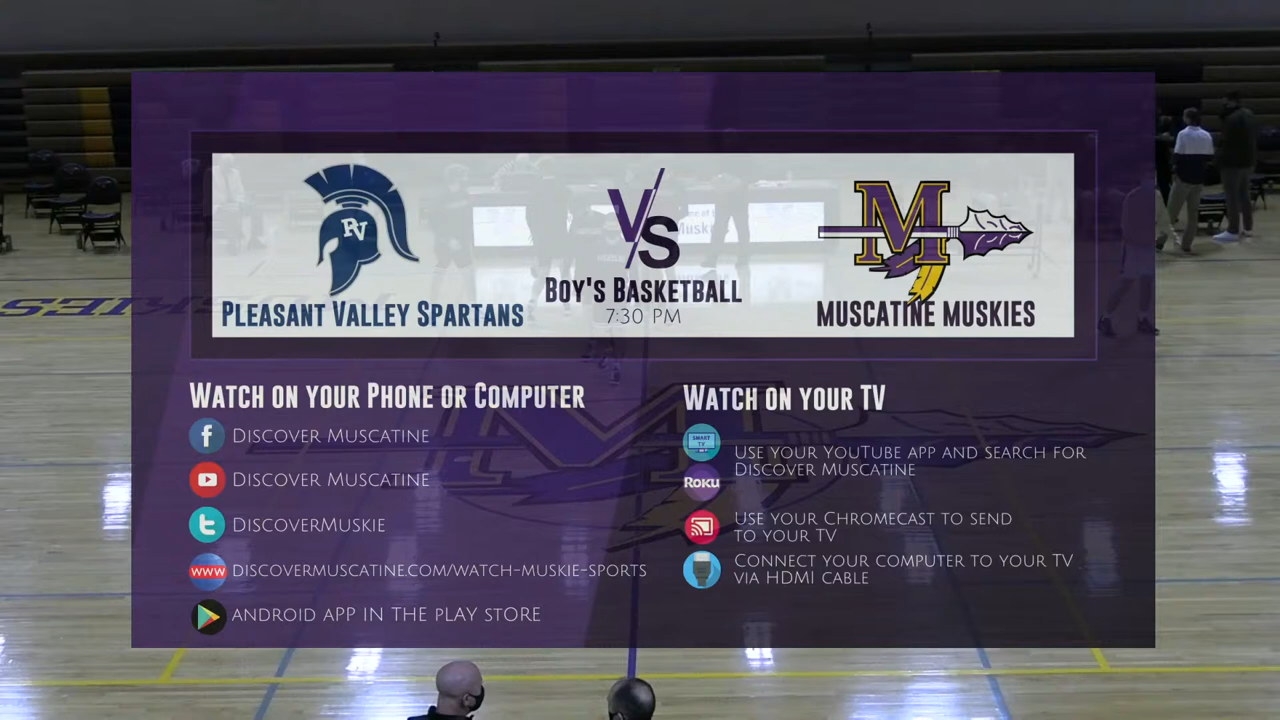 PV
VS
M
BOY'S BASKETBALL
7:30 PM
PLEASANT VALLEY SPARTANS
MUSCATINE MUSKIES
WATCH ON YOUR PHONE OR COMPUTER
DISCOVER MUSCATINE
DISCOVER MUSCATINE
DISCOVERMUSKIE
WWW DISCOVERMUSCATINE.COM/WATCH-MUSKIE-SPORTS
ANDROID APP IN THE PLAY STORE
WATCH ON YOUR TV
SMART TV
ROKU
USE YOUR YOUTUBE APP AND SEARCH FOR
DISCOVER MUSCATINE
USE YOUR CHROMECAST TO SEND
TO YOUR TV
CONNECT YOUR COMPUTER TO YOUR TV
VIA HDMI CABLE